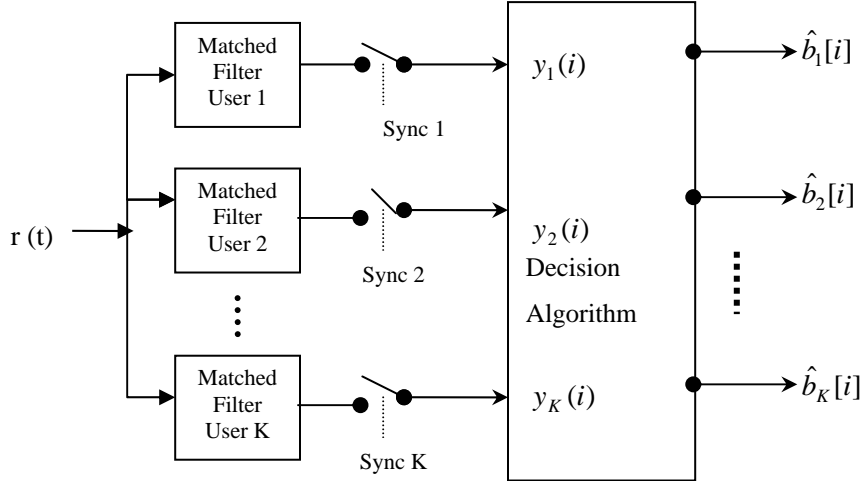 Matched
Filter
User 1
Sync 1
y₁(i)
b̂₁[i]
r (t)
Matched
Filter
User 2
Sync 2
y₂(i)
Decision
Algorithm
b̂₂[i]
Matched
Filter
User K
Sync K
y_K(i)
b̂_K[i]